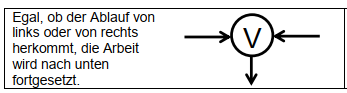 Egal, ob der Ablauf von
links oder von rechts
herkommt, die Arbeit
wird nach unten
fortgesetzt.
V